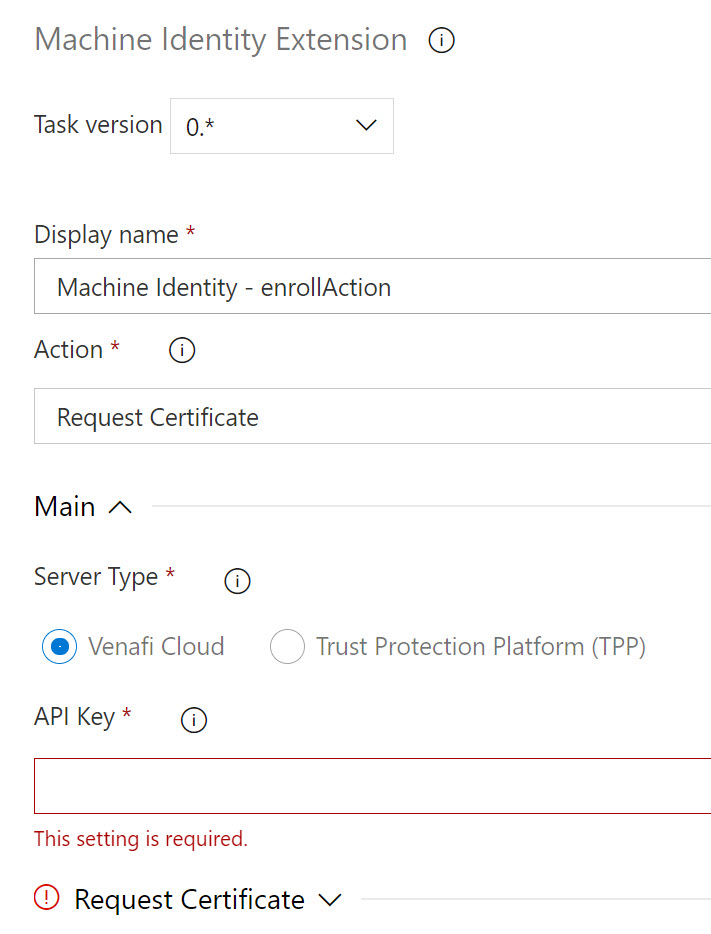 Machine Identity Extension
Task version 0.*
Display name *
Machine Identity - enrollAction
Action *
Request Certificate
Main
Server Type *
Venafi Cloud Trust Protection Platform (TPP)
API Key *
This setting is required.
Request Certificate